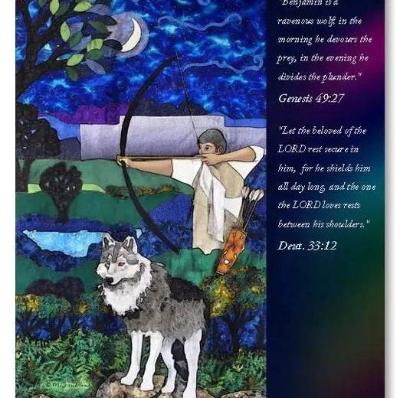 "Benjamin is a
ravenous wolf; in the
morning he devours the
prey, in the evening he
divides the plunder."
Genesis 49:27
"Let the beloved of the
LORD rest secure in
him, for he shields him
all day long, and the one
the LORD loves rests
between his shoulders."
Deut. 33:12